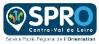 SPRO
Centre-Val de Loire
Service Public Régional de l'Orientation